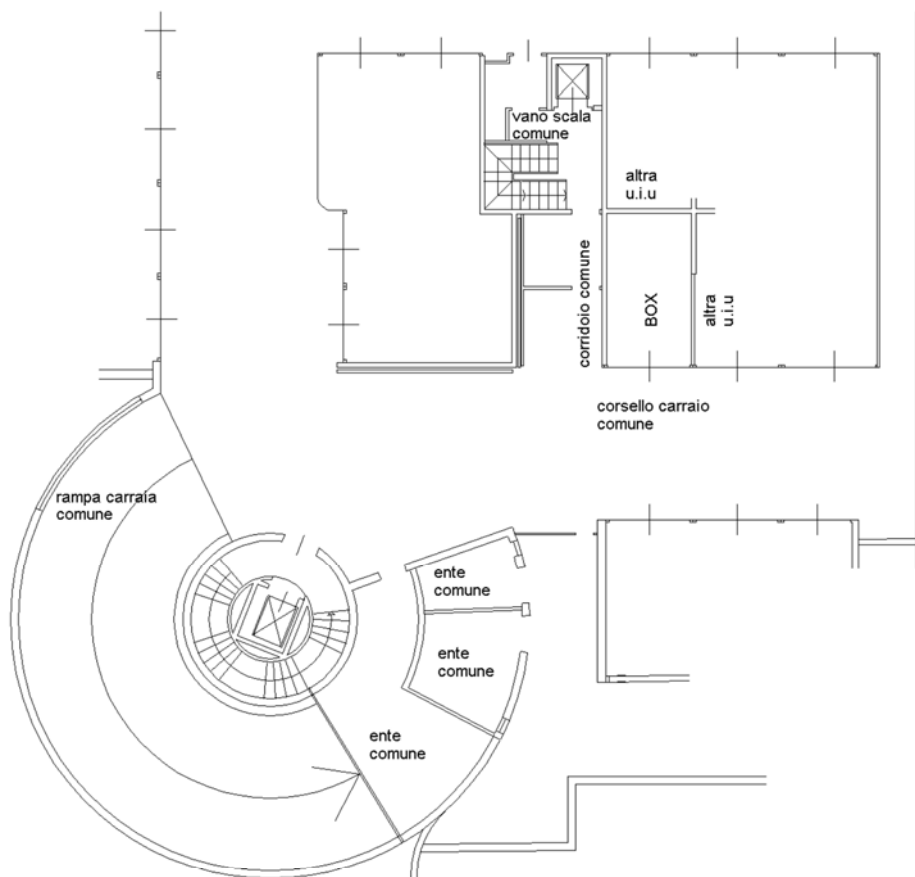 vano scala
comune
altra
u.i.u
corridoio comune
BOX
altra
u.i.u
corsello carraio
comune
rampa carraia
comune
ente
comune
ente
comune
ente
comune